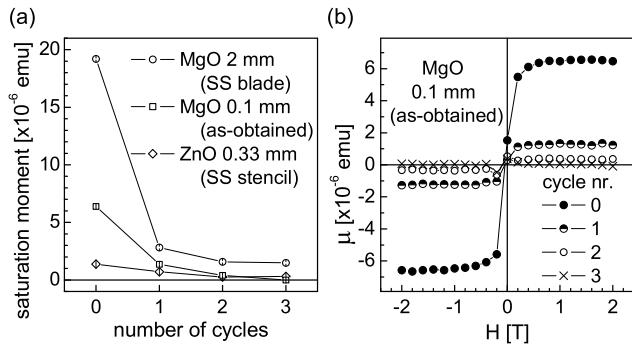 (a)
saturation moment [x10-6 emu]
20
15
10
5
0
0
1
2
3
number of cycles
MgO 2 mm
(SS blade)
MgO 0.1 mm
(as-obtained)
ZnO 0.33 mm
(SS stencil)
(b)
μ [x10-6 emu]
6
4
2
0
-2
-4
-6
-2
-1
0
1
2
H [T]
MgO
0.1 mm
(as-obtained)
cycle nr.
0
1
2
3